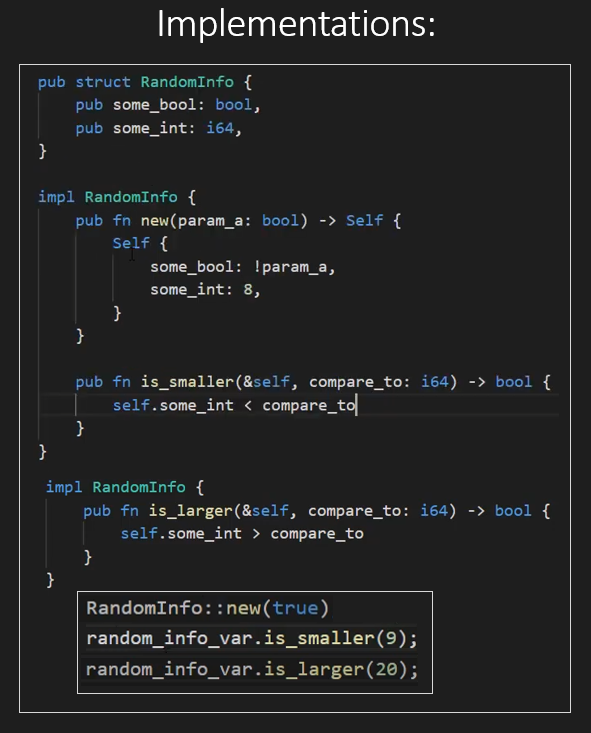 Implementations:
pub struct RandomInfo {
    pub some_bool: bool,
    pub some_int: i64,
}
impl RandomInfo {
    pub fn new(param_a: bool) -> Self {
        Self {
            some_bool: !param_a,
            some_int: 8,
        }
    }
    pub fn is_smaller(&self, compare_to: i64) -> bool {
        self.some_int < compare_to
    }
}
impl RandomInfo {
    pub fn is_larger(&self, compare_to: i64) -> bool {
        self.some_int > compare_to
    }
}
RandomInfo::new(true)
random_info_var.is_smaller(9);
random_info_var.is_larger(20);